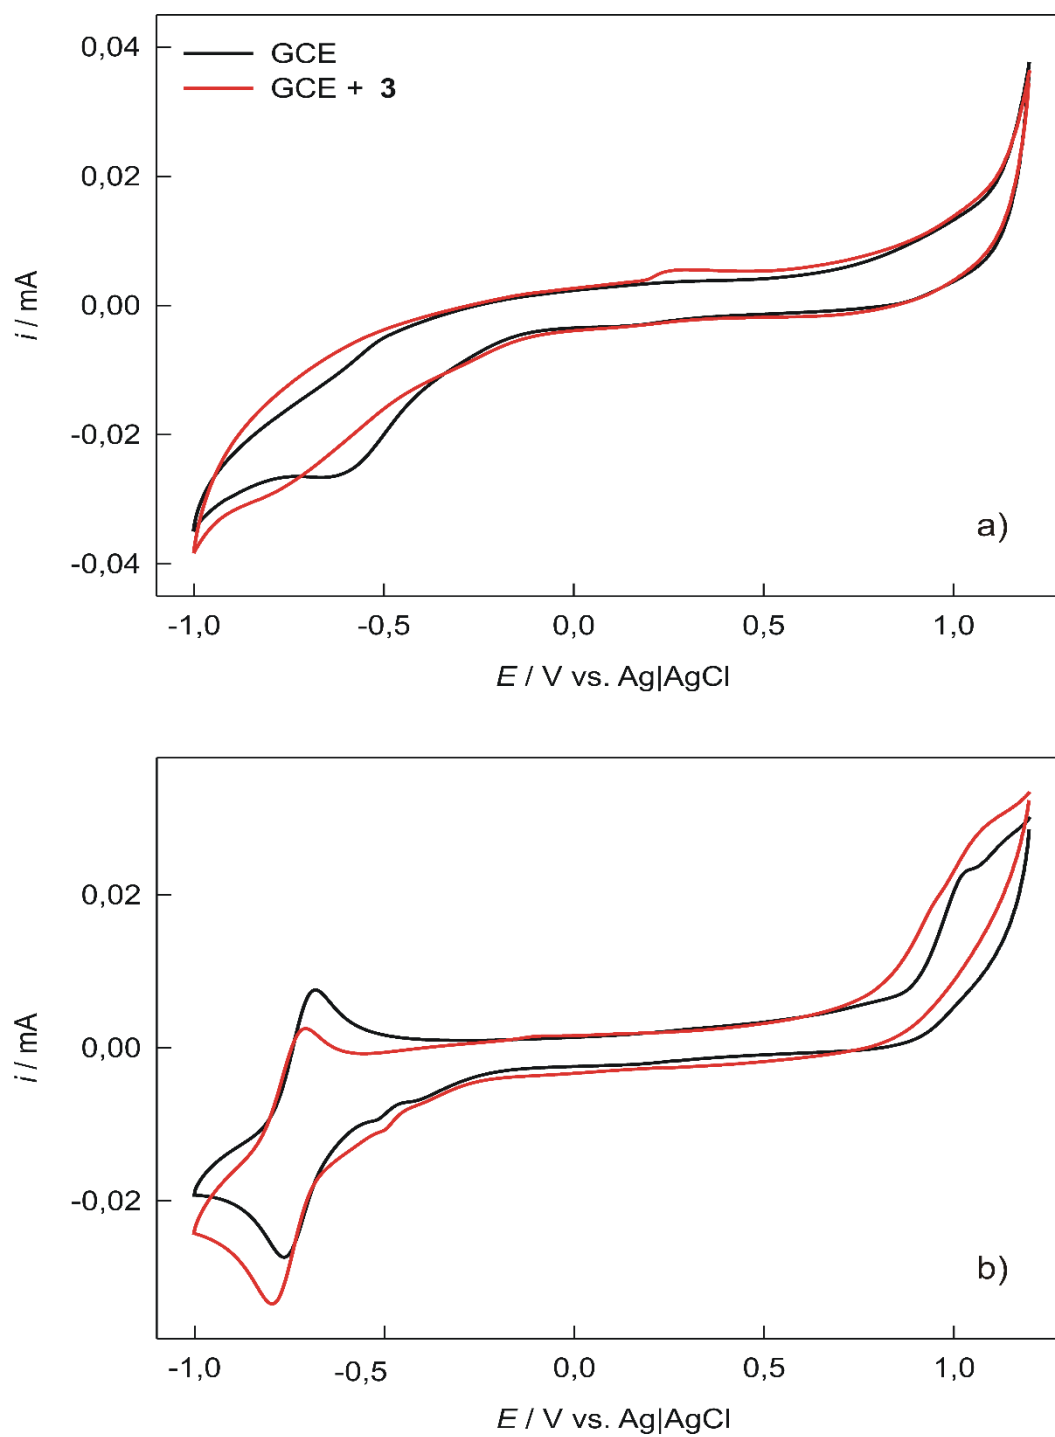 0,04
GCE
GCE + 3
0,02
0,00
-0,02
-0,04
i / mA
a)
-1,0 -0,5 0,0 0,5 1,0
E / V vs. Ag|AgCl
0,02
0,00
-0,02
i / mA
b)
-1,0 -0,5 0,0 0,5 1,0
E / V vs. Ag|AgCl